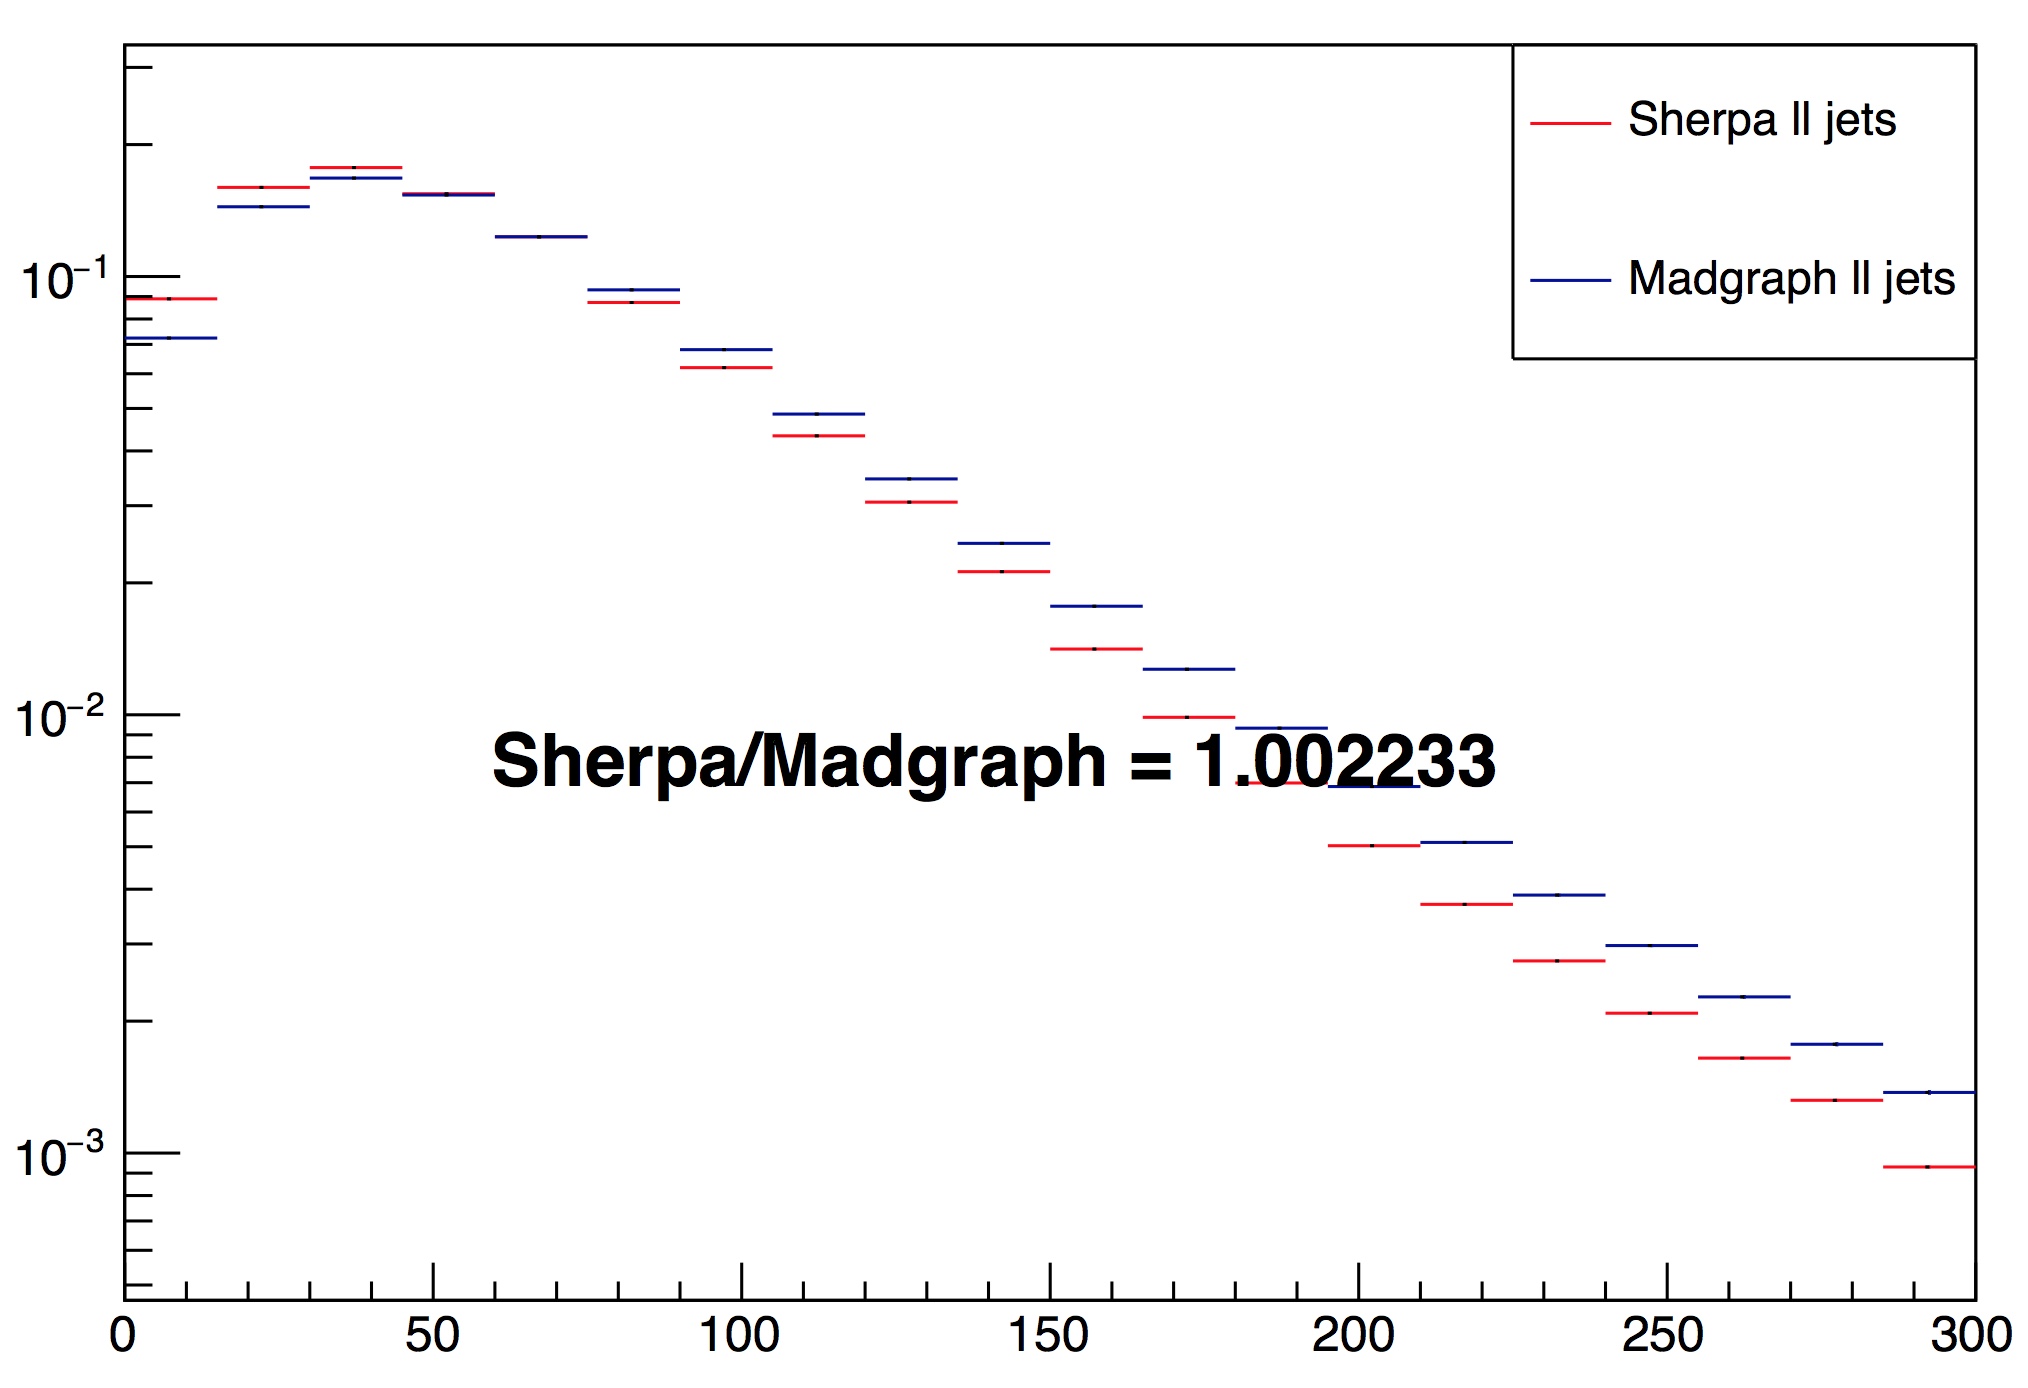 Sherpa ll jets
Madgraph ll jets
10⁻¹
10⁻²
Sherpa/Madgraph = 1.002233
10⁻³
0 50 100 150 200 250 300